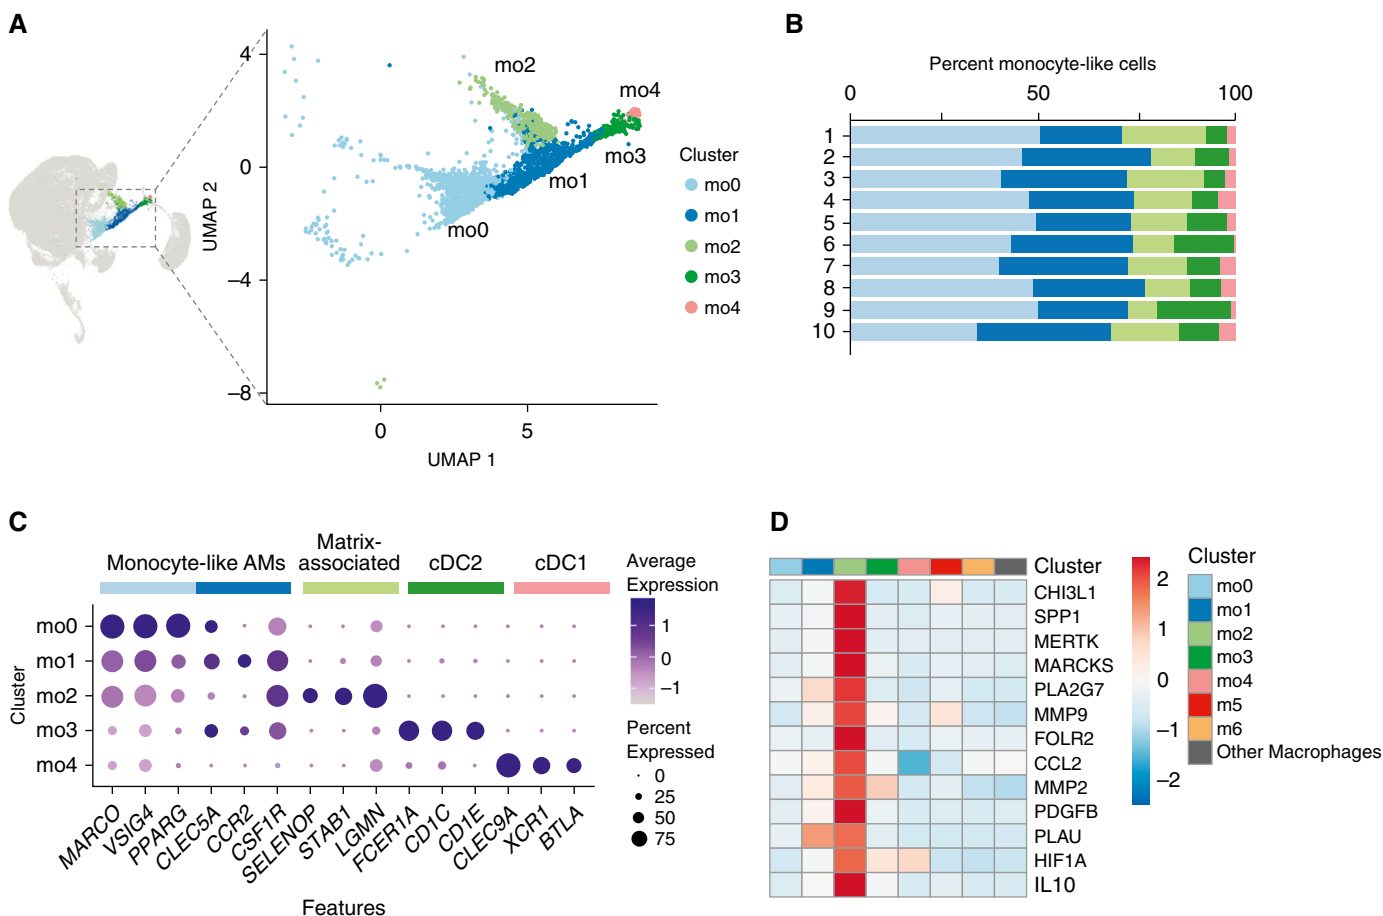 A
4
0
−4
−8
UMAP 2
0
5
UMAP 1
mo2
mo4
mo3
mo1
mo0
Cluster
mo0
mo1
mo2
mo3
mo4
B
Percent monocyte-like cells
0
50
100
1
2
3
4
5
6
7
8
9
10
C
Monocyte-like AMs
Matrix-
associated
cDC2
cDC1
Cluster
mo0
mo1
mo2
mo3
mo4
MARCO
VSIG4
PPARG
CLEC5A
CCR2
CSF1R
SELENOP
STAB1
LGMN
FCER1A
CD1C
CD1E
CLEC9A
XCR1
BTLA
Features
Average
Expression
1
0
−1
Percent
Expressed
0
25
50
75
D
Cluster
CHI3L1
SPP1
MERTK
MARCKS
PLA2G7
MMP9
FOLR2
CCL2
MMP2
PDGFB
PLAU
HIF1A
IL10
2
1
0
−1
−2
Cluster
mo0
mo1
mo2
mo3
mo4
m5
m6
Other Macrophages